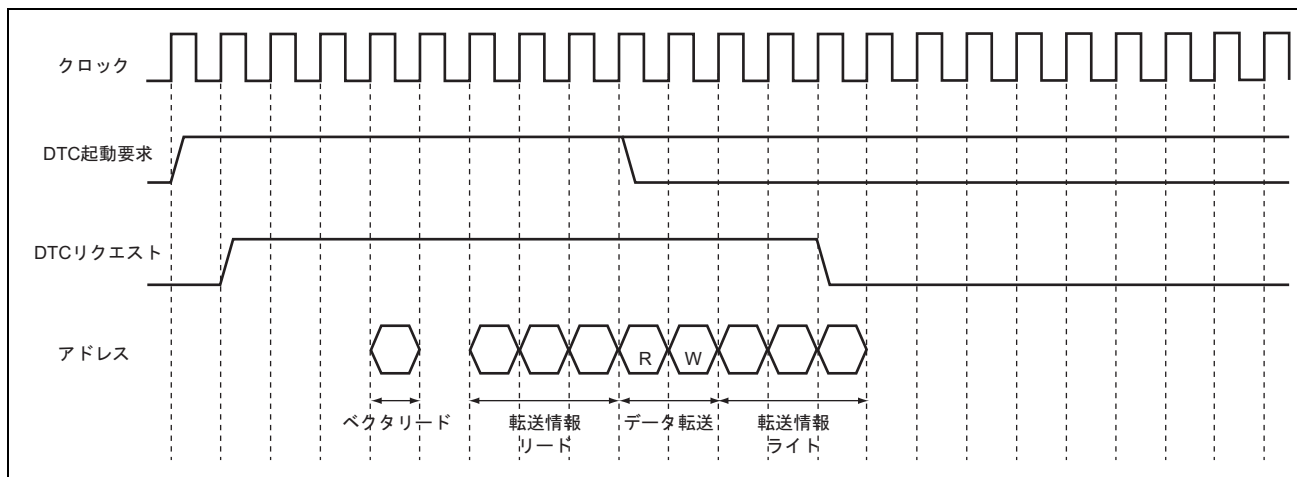 クロック
DTC起動要求
DTCリクエスト
アドレス
R
W
ベクタリード
転送情報
リード
データ転送
転送情報
ライト